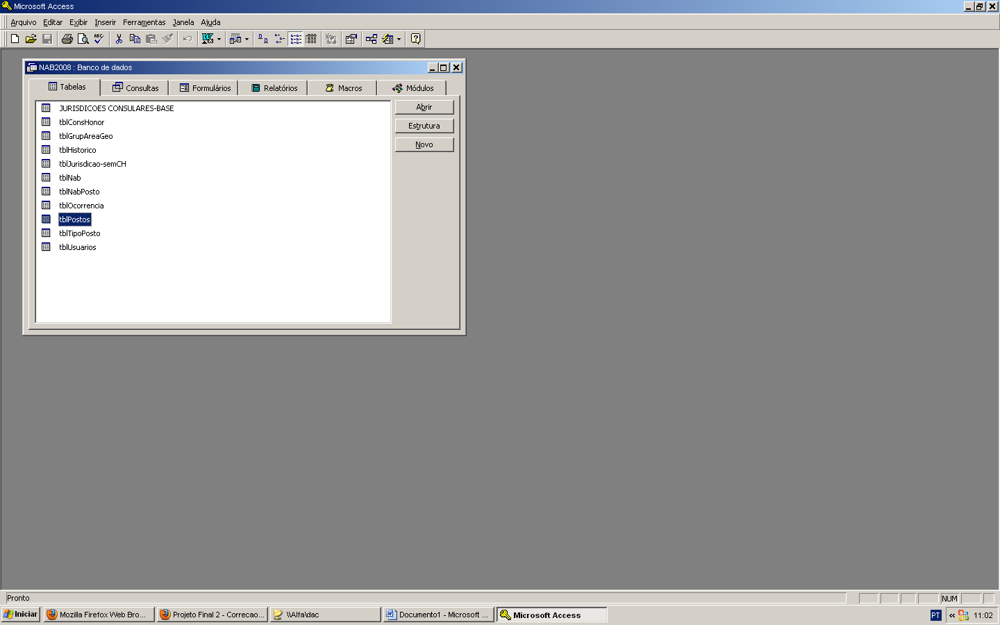 Microsoft Access
Arquivo Editar Exibir Inserir Ferramentas Janela Ajuda
NAB2008 : Banco de dados
Tabelas Consultas Formulários Relatórios Macros Módulos
JURISDICOES CONSULARES-BASE
tblConsHonor
tblGrupAreaGeo
tblHistorico
tblJurisdicao-semCH
tblNab
tblNabPosto
tblOcorrencia
tblPostos
tblTipoPosto
tblUsuarios
Abrir
Estrutura
Novo
Pronto
NUM
Iniciar Mozilla Firefox Web Bro... Projeto Final 2 - Correcao... \\Alfa\dac Documento1 - Microsoft ... Microsoft Access PT « 11:02